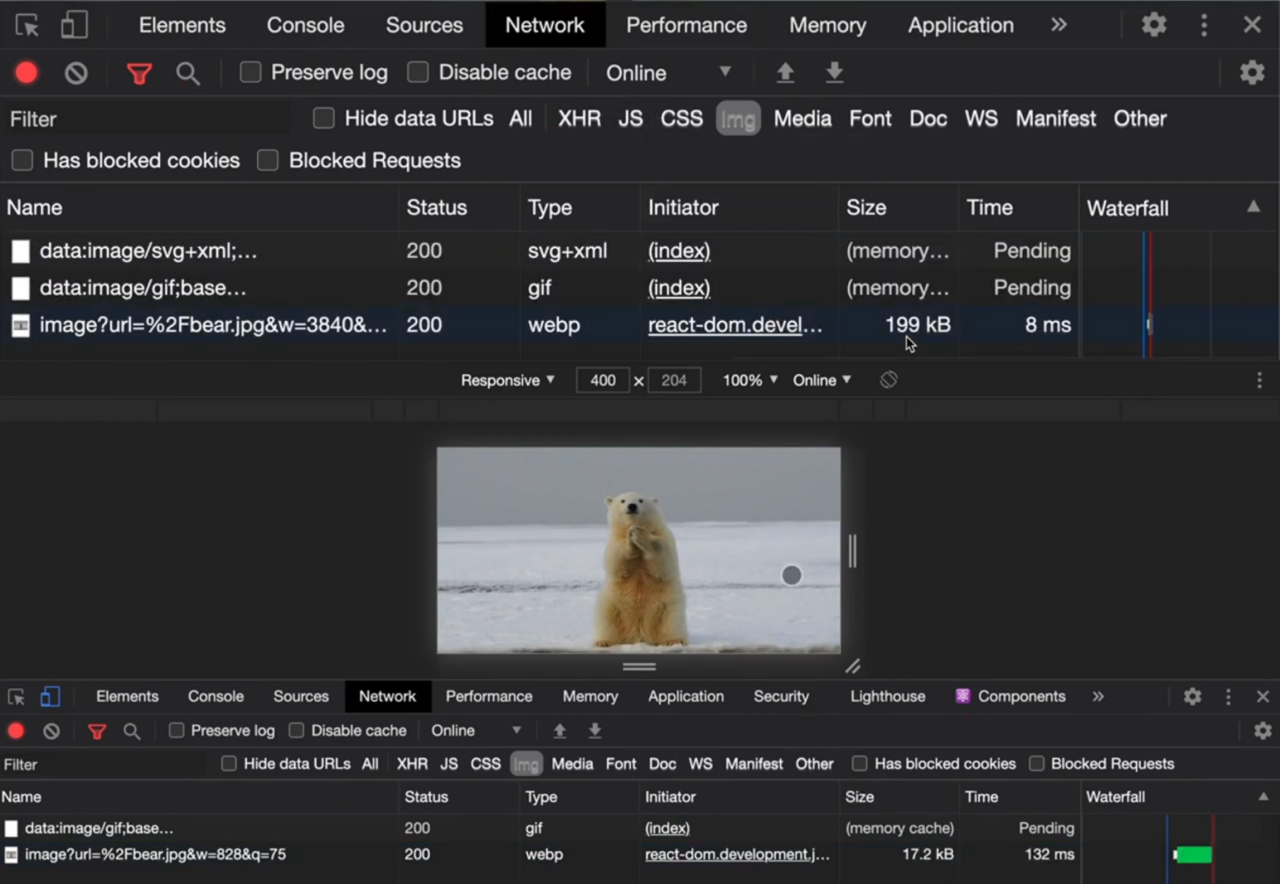 Elements Console Sources Network Performance Memory Application »
Preserve log Disable cache Online
Filter Hide data URLs All XHR JS CSS Img Media Font Doc WS Manifest Other
Has blocked cookies Blocked Requests
Name Status Type Initiator Size Time Waterfall
data:image/svg+xml;… 200 svg+xml (index) (memory… Pending
data:image/gif;base… 200 gif (index) (memory… Pending
image?url=%2Fbear.jpg&w=3840&… 200 webp react-dom.devel… 199 kB 8 ms
Responsive 400 × 204 100% Online
Elements Console Sources Network Performance Memory Application Security Lighthouse Components »
Preserve log Disable cache Online
Filter Hide data URLs All XHR JS CSS Img Media Font Doc WS Manifest Other Has blocked cookies Blocked Requests
Name Status Type Initiator Size Time Waterfall
data:image/gif;base… 200 gif (index) (memory cache) Pending
image?url=%2Fbear.jpg&w=828&q=75 200 webp react-dom.development.j… 17.2 kB 132 ms